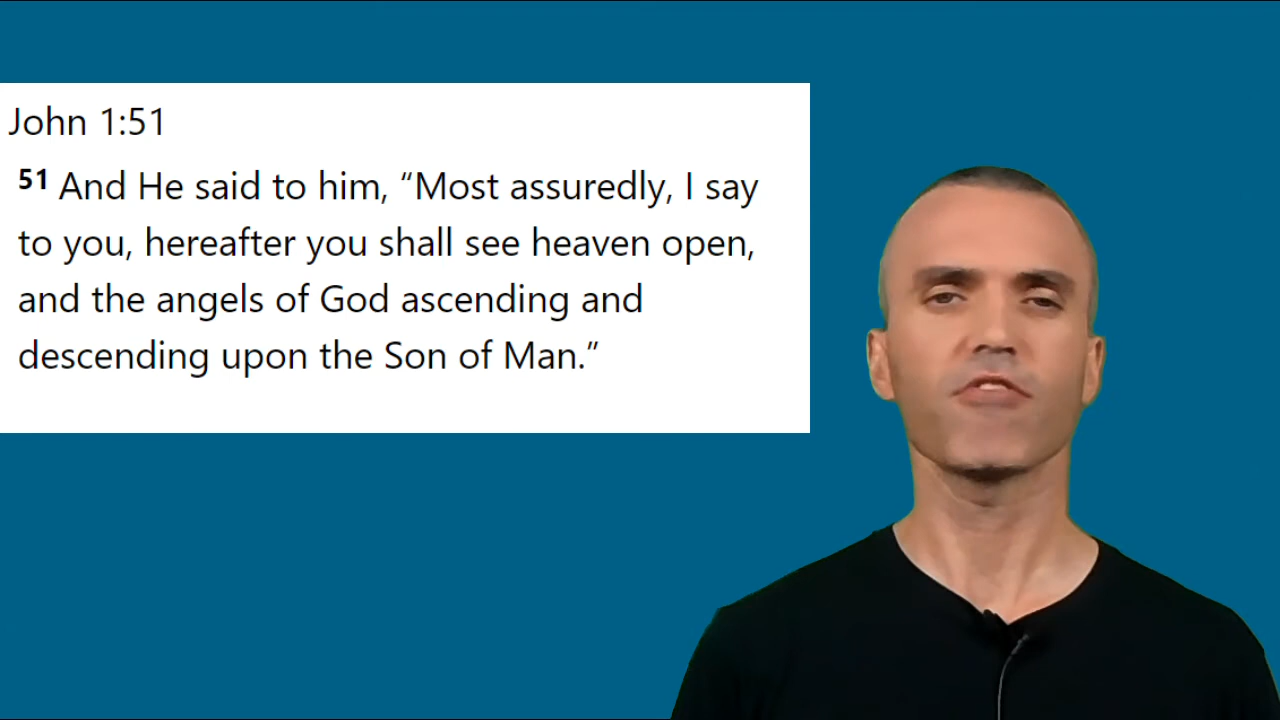 John 1:51
51 And He said to him, “Most assuredly, I say
to you, hereafter you shall see heaven open,
and the angels of God ascending and
descending upon the Son of Man.”